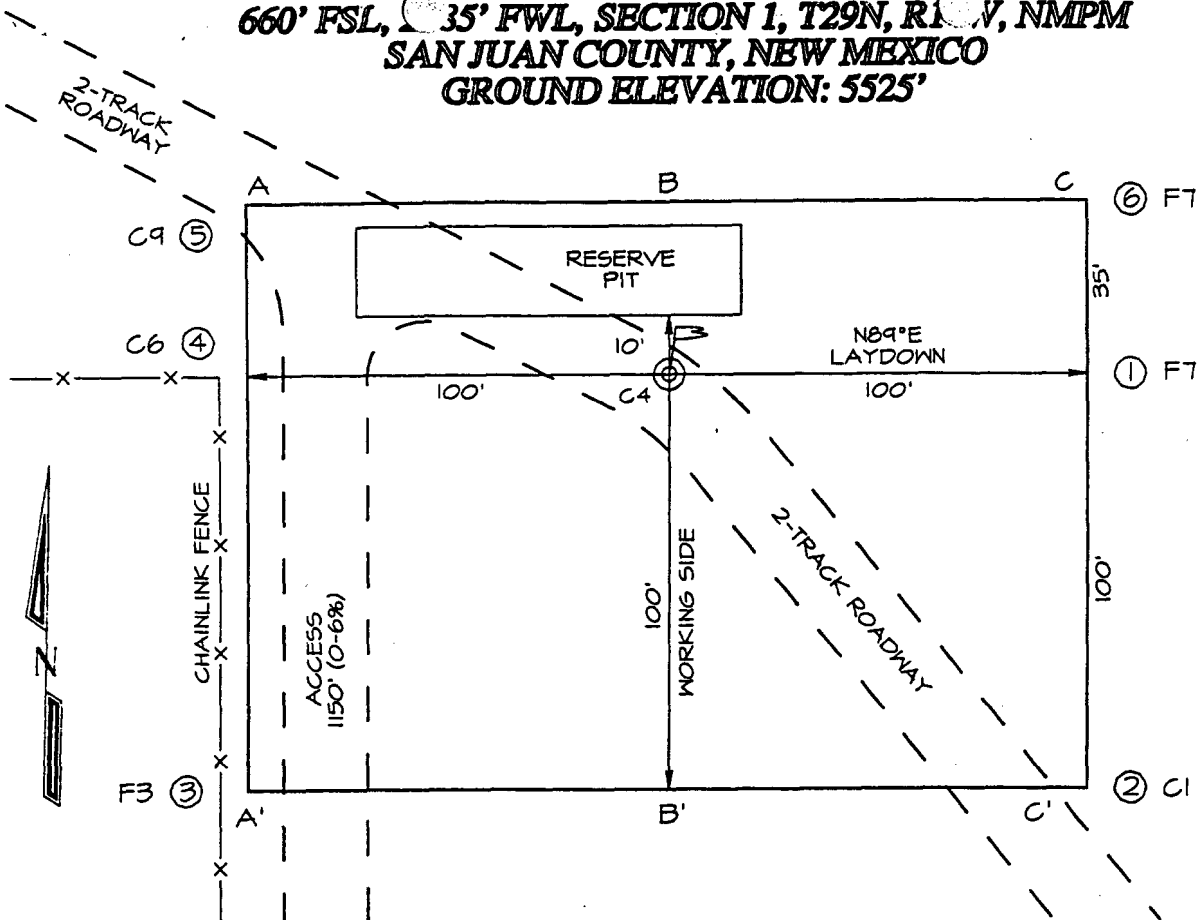 660' FSL, 35' FWL, SECTION 1, T29N, NMPM
SAN JUAN COUNTY, NEW MEXICO
GROUND ELEVATION: 5525'
2-TRACK
ROADWAY
A
B
C
⑥ F7
C9 ⑤
RESERVE
PIT
35'
C6 ④
10'
N89°E
LAYDOWN
① F7
100'
C4
100'
CHAINLINK FENCE
ACCESS
1150' (0-6%)
100'
WORKING SIDE
2-TRACK ROADWAY
100'
N
F3 ③
② C1
A'
B'
C'